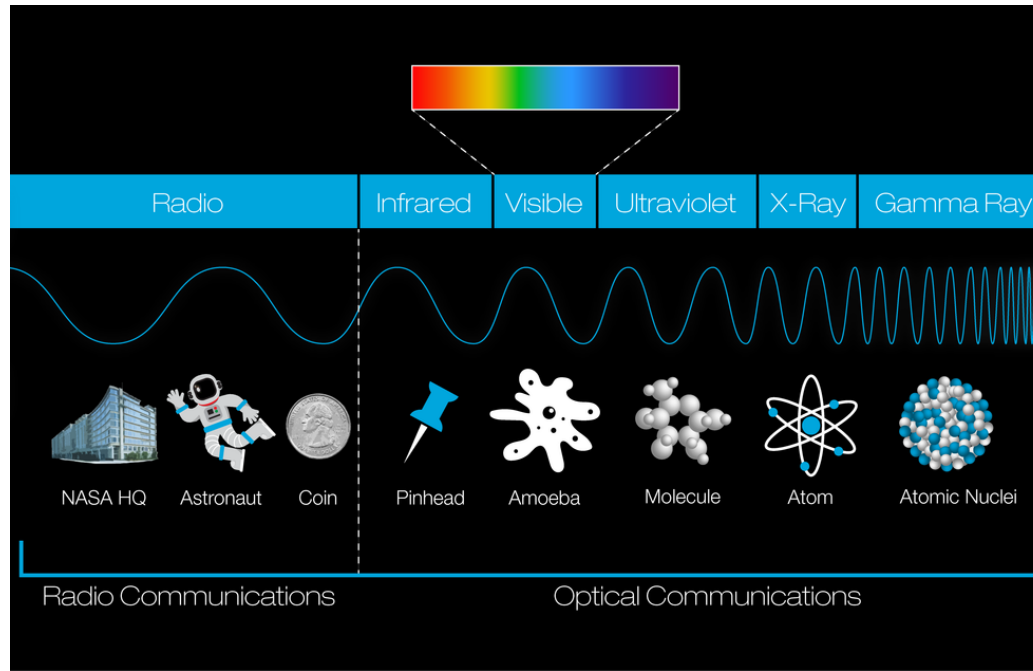 Radio Infrared Visible Ultraviolet X-Ray Gamma Ray
NASA HQ Astronaut Coin Pinhead Amoeba Molecule Atom Atomic Nuclei
Radio Communications Optical Communications